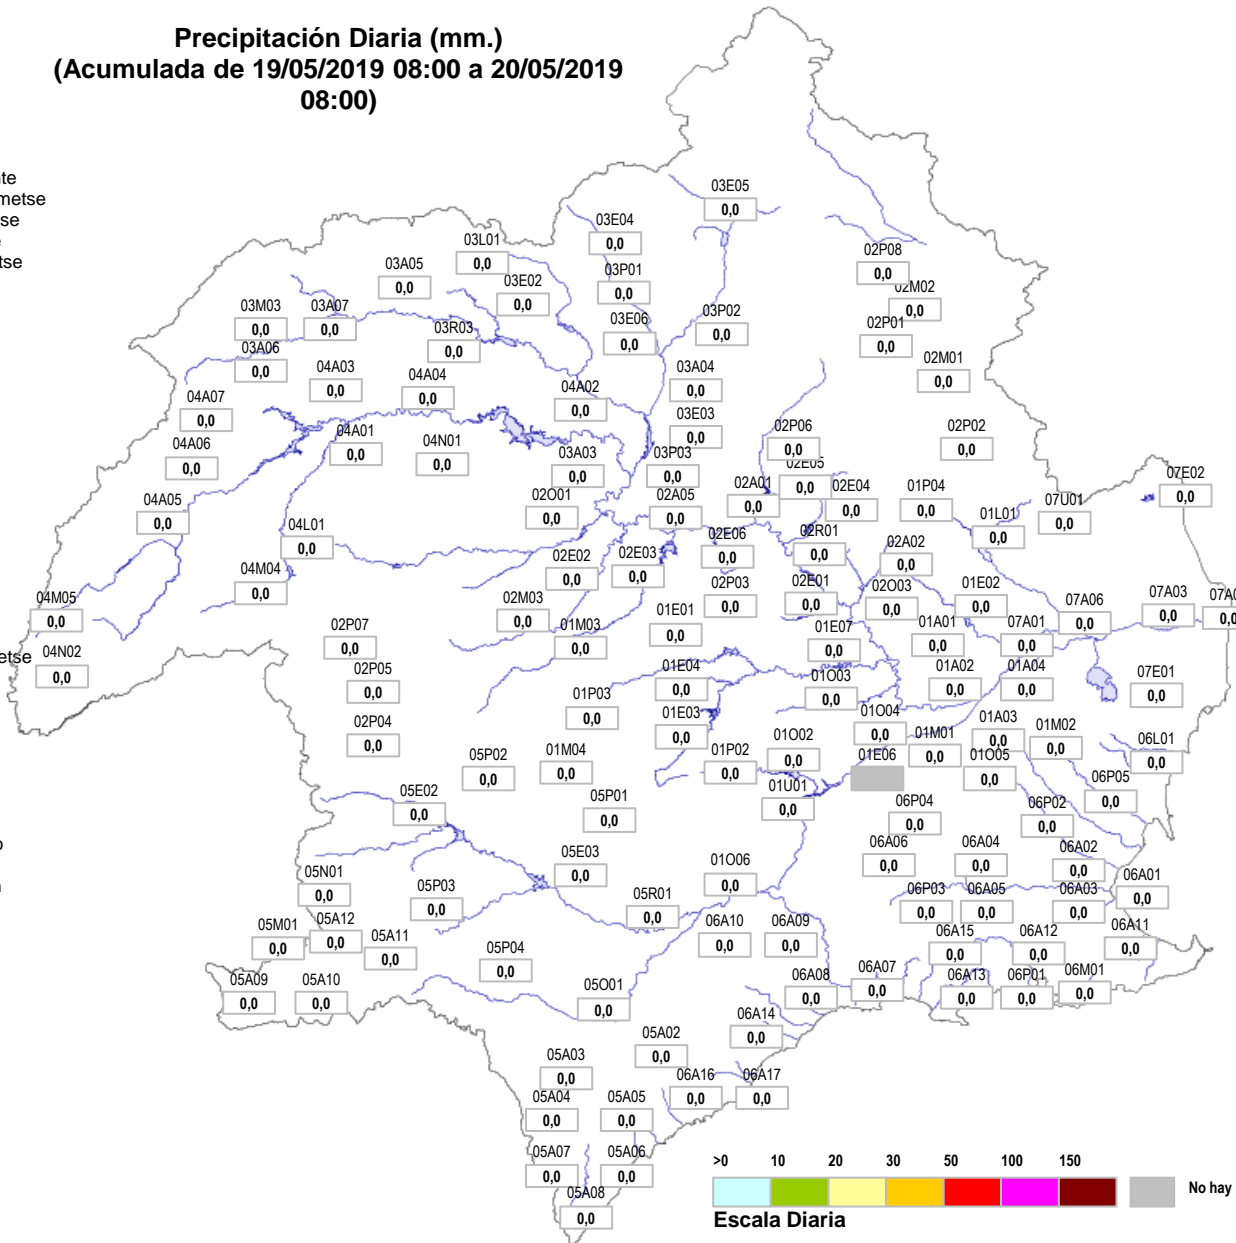 Precipitación Diaria (mm.)
(Acumulada de 19/05/2019 08:00 a 20/05/2019
08:00)
03E05
0,0
03E04
0,0
03L01
0,0
02P08
0,0
03A05
0,0
03P01
0,0
03E02
0,0
02M02
0,0
03M03
0,0
03A07
0,0
03P02
0,0
03R03
0,0
03E06
0,0
02P01
0,0
03A06
0,0
02M01
0,0
04A03
0,0
04A04
0,0
03A04
0,0
04A07
0,0
04A02
0,0
03E03
0,0
04A01
0,0
02P06
0,0
02P02
0,0
04A06
0,0
04N01
0,0
03A03
0,0
03P03
0,0
02E05
0,0
07E02
0,0
04A05
0,0
02O01
0,0
02A05
0,0
02A01
0,0
02E04
0,0
01P04
0,0
07U01
0,0
01L01
0,0
04L01
0,0
02E06
0,0
02R01
0,0
02A02
0,0
02E02
0,0
02E03
0,0
04M04
0,0
02P03
0,0
02E01
0,0
02O03
0,0
01E02
0,0
07A03
0,0
07A0
0,0
04M05
0,0
02M03
0,0
01E01
0,0
07A06
0,0
02P07
0,0
01M03
0,0
01E07
0,0
01A01
0,0
07A01
0,0
04N02
0,0
02P05
0,0
01E04
0,0
01O03
0,0
01A02
0,0
01A04
0,0
07E01
0,0
01P03
0,0
02P04
0,0
01E03
0,0
01O04
0,0
01A03
0,0
01M02
0,0
05P02
0,0
01M04
0,0
01P02
0,0
01O02
0,0
01E06
01M01
0,0
01O05
0,0
06L01
0,0
05E02
0,0
05P01
0,0
01U01
0,0
06P04
0,0
06P02
0,0
06P05
0,0
05E03
0,0
01O06
0,0
06A06
0,0
06A04
0,0
06A02
0,0
05N01
0,0
05P03
0,0
05R01
0,0
06P03
0,0
06A05
0,0
06A03
0,0
06A01
0,0
05M01
0,0
05A12
0,0
05A11
0,0
06A10
0,0
06A09
0,0
06A15
0,0
06A12
0,0
06A11
0,0
05P04
0,0
05A09
0,0
05A10
0,0
05O01
0,0
06A08
0,0
06A07
0,0
06A13
0,0
06P01
0,0
06M01
0,0
06A14
0,0
05A02
0,0
05A03
0,0
06A16
0,0
06A17
0,0
05A04
0,0
05A05
0,0
05A07
0,0
05A06
0,0
05A08
0,0
>0 10 20 30 50 100 150
No hay
Escala Diaria